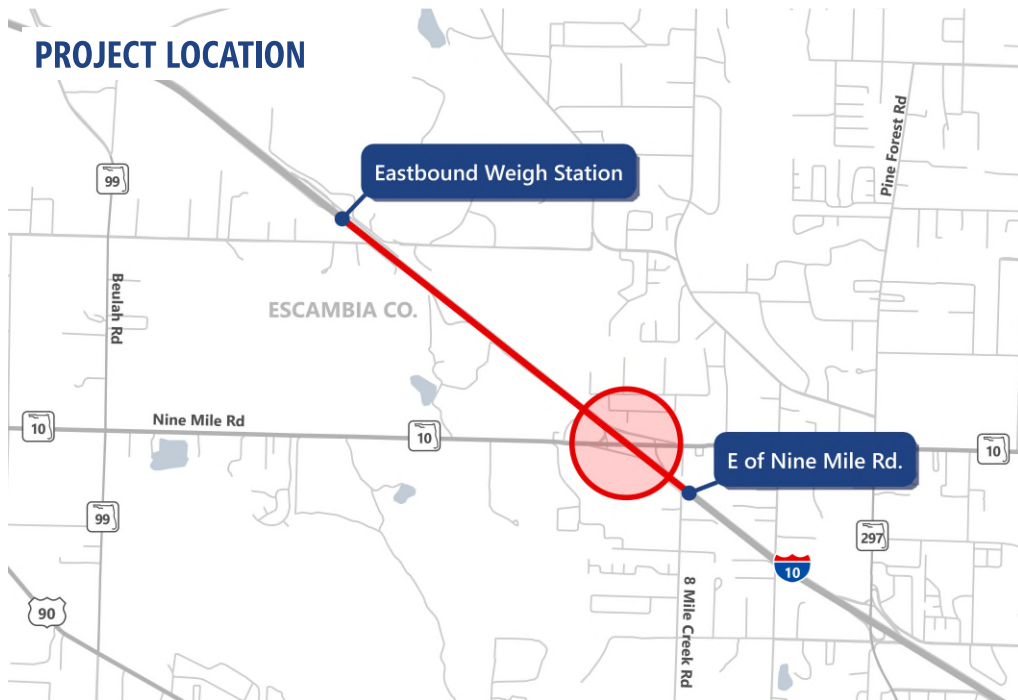 PROJECT LOCATION
Pine Forest Rd
Eastbound Weigh Station
99
Beulah Rd
ESCAMBIA CO.
Nine Mile Rd
10
10
10
E of Nine Mile Rd.
99
297
10
90
8 Mile Creek Rd